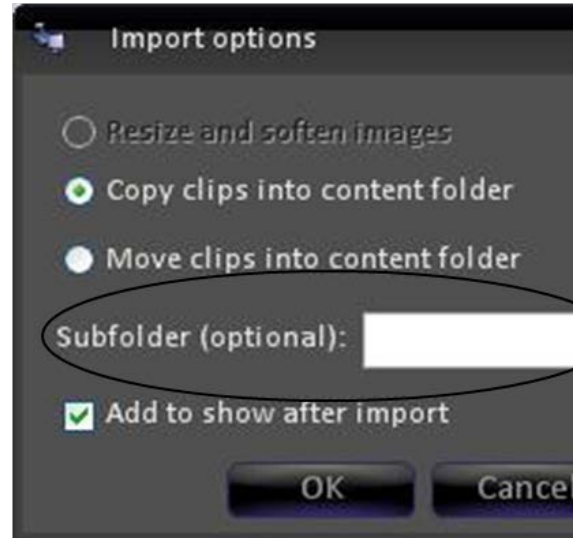 Import options
Resize and soften images
Copy clips into content folder
Move clips into content folder
Subfolder (optional):
Add to show after import
OK Cancel